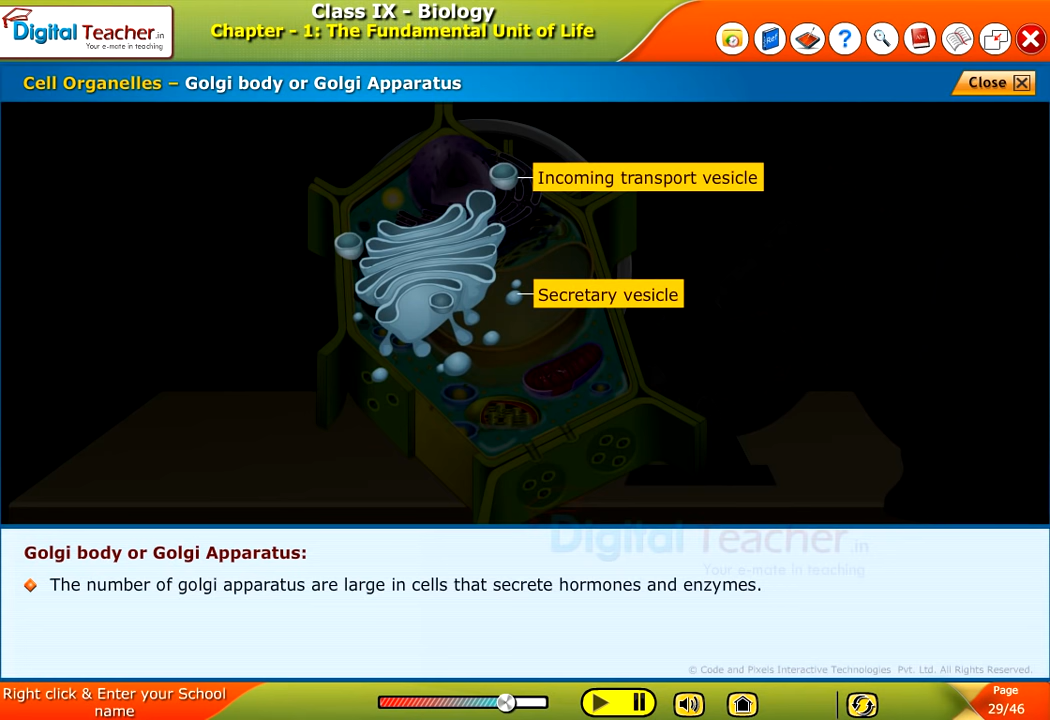 Class IX - Biology
Chapter - 1: The Fundamental Unit of Life
Digital Teacher.in
Your e-mate in teaching
Cell Organelles – Golgi body or Golgi Apparatus
Close
Incoming transport vesicle
Secretary vesicle
Digital Teacher.in
Your e-mate in teaching
Golgi body or Golgi Apparatus:
The number of golgi apparatus are large in cells that secrete hormones and enzymes.
© Code and Pixels Interactive Technologies Pvt. Ltd. All Rights Reserved.
Right click & Enter your School
name
Page
29/46